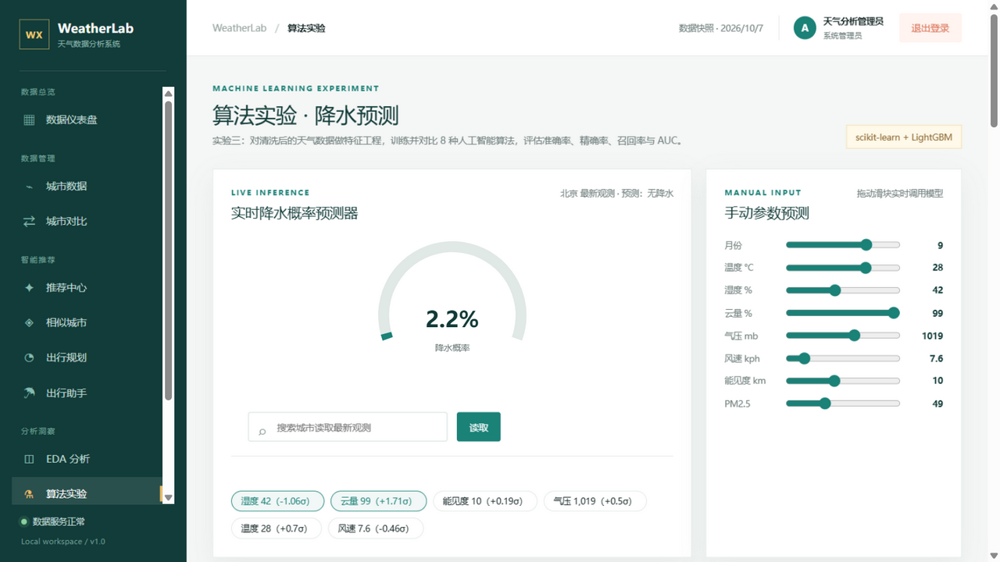 WX
WeatherLab
天气数据分析系统
数据总览
数据仪表盘
数据管理
城市数据
城市对比
智能推荐
推荐中心
相似城市
出行规划
出行助手
分析洞察
EDA 分析
算法实验
数据服务正常
Local workspace / v1.0
WeatherLab / 算法实验
数据快照 · 2026/10/7
A
天气分析管理员
系统管理员
退出登录
MACHINE LEARNING EXPERIMENT
算法实验 · 降水预测
实验三：对清洗后的天气数据做特征工程，训练并对比 8 种人工智能算法，评估准确率、精确率、召回率与 AUC。
scikit-learn + LightGBM
LIVE INFERENCE
实时降水概率预测器
北京 最新观测 · 预测：无降水
2.2%
降水概率
搜索城市读取最新观测
读取
湿度 42（-1.06σ）
云量 99（+1.71σ）
能见度 10（+0.19σ）
气压 1,019（+0.5σ）
温度 28（+0.7σ）
风速 7.6（-0.46σ）
MANUAL INPUT
手动参数预测
拖动滑块实时调用模型
月份 9
温度 °C 28
湿度 % 42
云量 % 99
气压 mb 1019
风速 kph 7.6
能见度 km 10
PM2.5 49